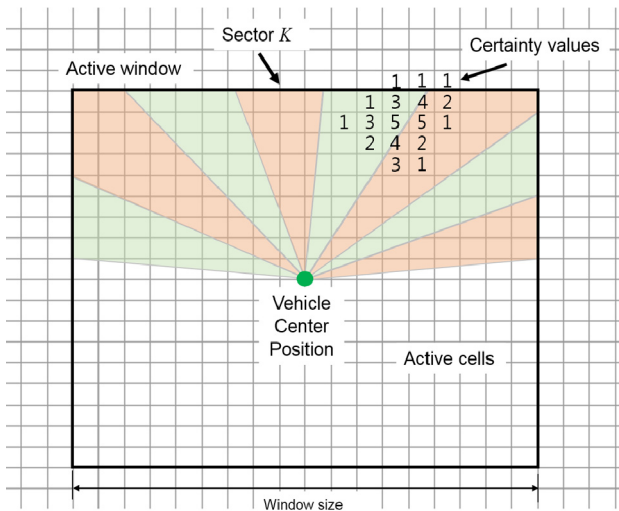 Sector K
Certainty values
Active window
1 1 1
1 3 4 2
1 3 5 5 1
2 4 2
3 1
Vehicle
Center
Position
Active cells
Window size